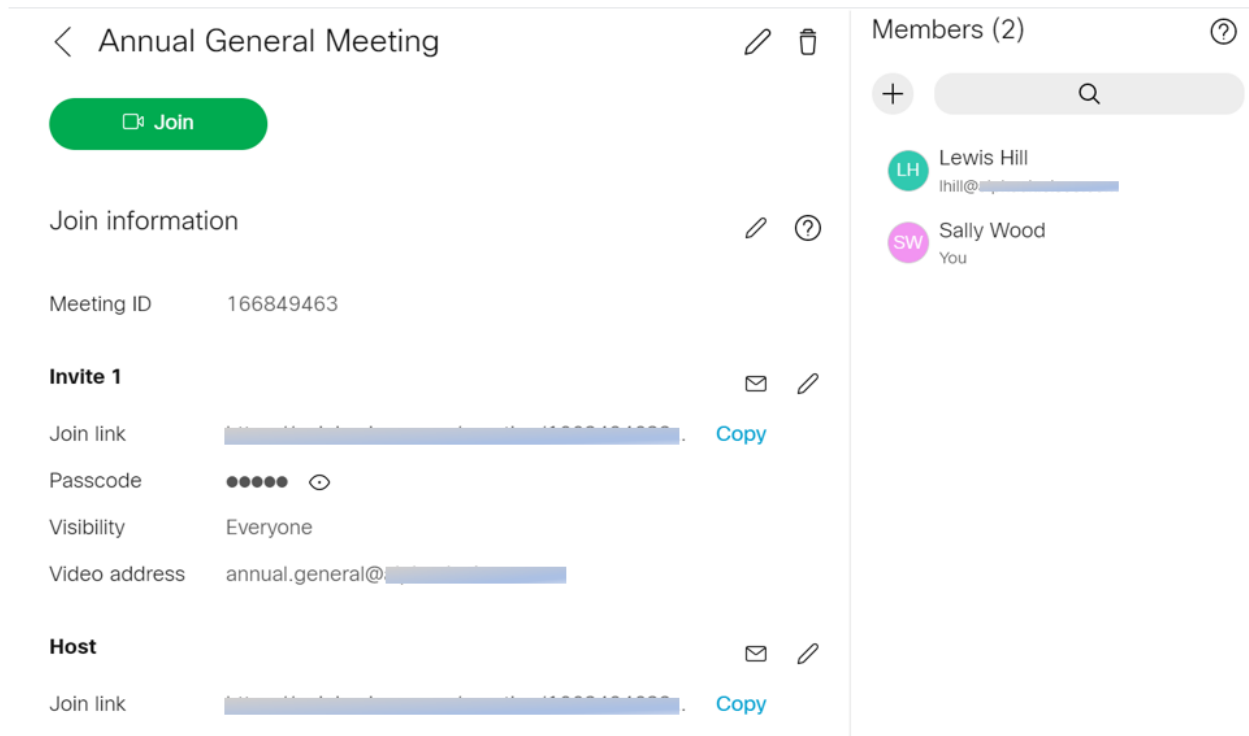 Annual General Meeting
Join
Join information
Meeting ID 166849463
Invite 1
Join link Copy
Passcode
Visibility Everyone
Video address annual.general@
Host
Join link Copy
Members (2)
LH
Lewis Hill
lhill@
SW
Sally Wood
You